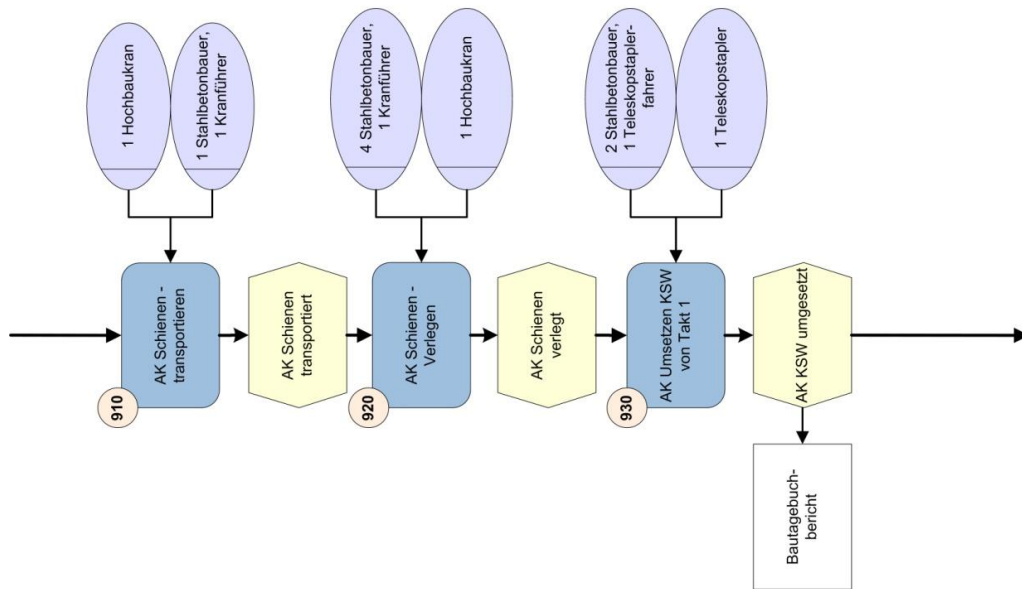 1 Hochbaukran
1 Stahlbetonbauer,
1 Kranführer
4 Stahlbetonbauer,
1 Kranführer
1 Hochbaukran
2 Stahlbetonbauer,
1 Teleskopstapler-
fahrer
1 Teleskopstapler
910
AK Schienen -
transportieren
AK Schienen
transportiert
920
AK Schienen -
Verlegen
AK Schienen
verlegt
930
AK Umsetzen KSW
von Takt 1
AK KSW umgesetzt
Bautagebuch-
bericht